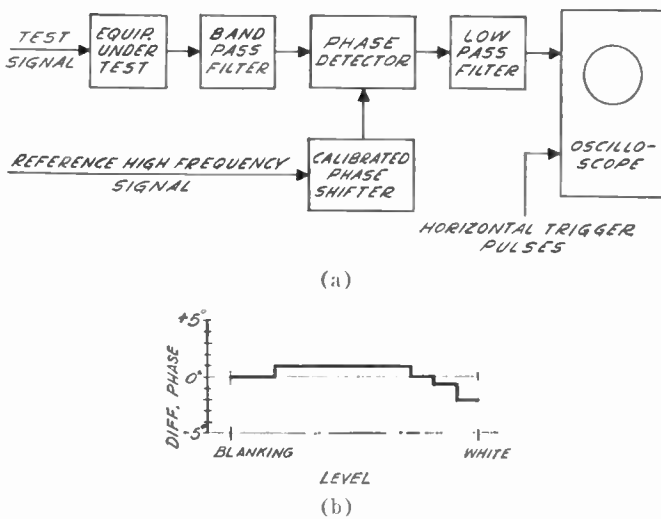 TEST
SIGNAL
EQUIP.
UNDER
TEST
BAND
PASS
FILTER
PHASE
DETECTOR
LOW
PASS
FILTER
OSCILLO-
SCOPE
REFERENCE HIGH FREQUENCY
SIGNAL
CALIBRATED
PHASE
SHIFTER
HORIZONTAL TRIGGER
PULSES
(a)
+5°
0°
-5°
DIFF. PHASE
BLANKING
WHITE
LEVEL
(b)